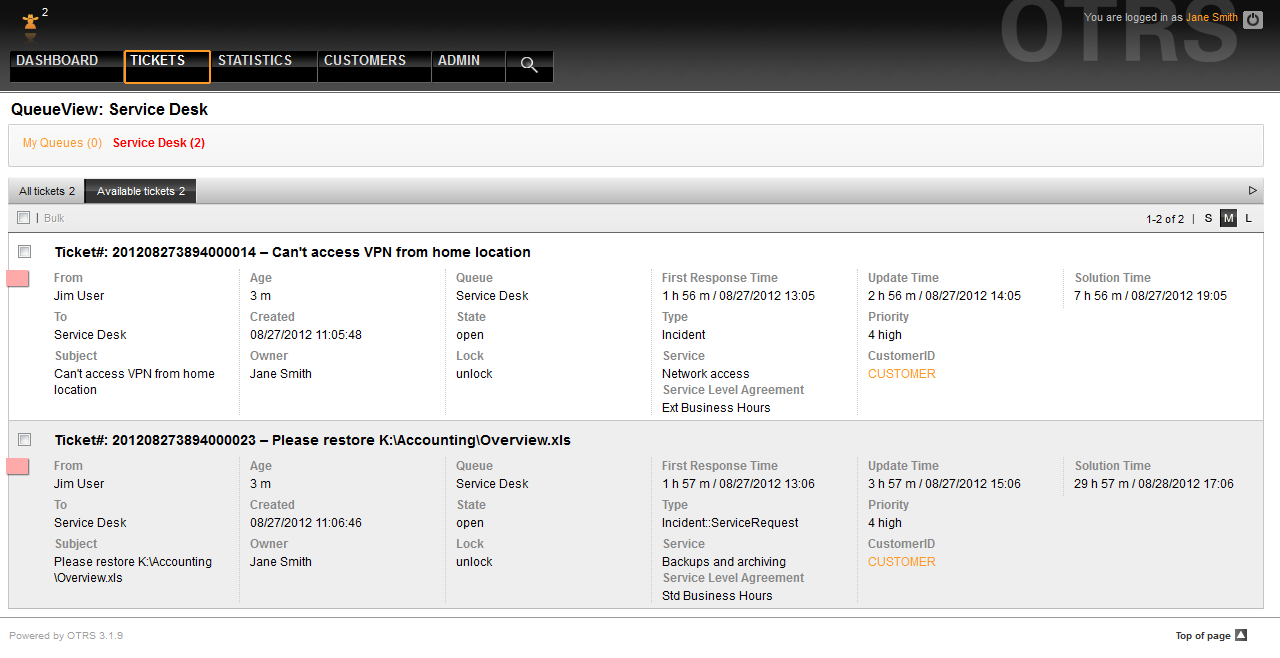 2
OTRS
You are logged in as Jane Smith
DASHBOARD TICKETS STATISTICS CUSTOMERS ADMIN
QueueView: Service Desk
My Queues (0) Service Desk (2)
All tickets 2 Available tickets 2
| Bulk 1-2 of 2 | S M L
Ticket#: 201208273894000014 – Can't access VPN from home location
From Age Queue First Response Time Update Time Solution Time
Jim User 3 m Service Desk 1 h 56 m / 08/27/2012 13:05 2 h 56 m / 08/27/2012 14:05 7 h 56 m / 08/27/2012 19:05
To Created State Type Priority
Service Desk 08/27/2012 11:05:48 open Incident 4 high
Subject Owner Lock Service CustomerID
Can't access VPN from home Jane Smith unlock Network access CUSTOMER
location Service Level Agreement
Ext Business Hours
Ticket#: 201208273894000023 – Please restore K:\Accounting\Overview.xls
From Age Queue First Response Time Update Time Solution Time
Jim User 3 m Service Desk 1 h 57 m / 08/27/2012 13:06 3 h 57 m / 08/27/2012 15:06 29 h 57 m / 08/28/2012 17:06
To Created State Type Priority
Service Desk 08/27/2012 11:06:46 open Incident::ServiceRequest 4 high
Subject Owner Lock Service CustomerID
Please restore K:\Accounting Jane Smith unlock Backups and archiving CUSTOMER
\Overview.xls Service Level Agreement
Std Business Hours
Powered by OTRS 3.1.9 Top of page